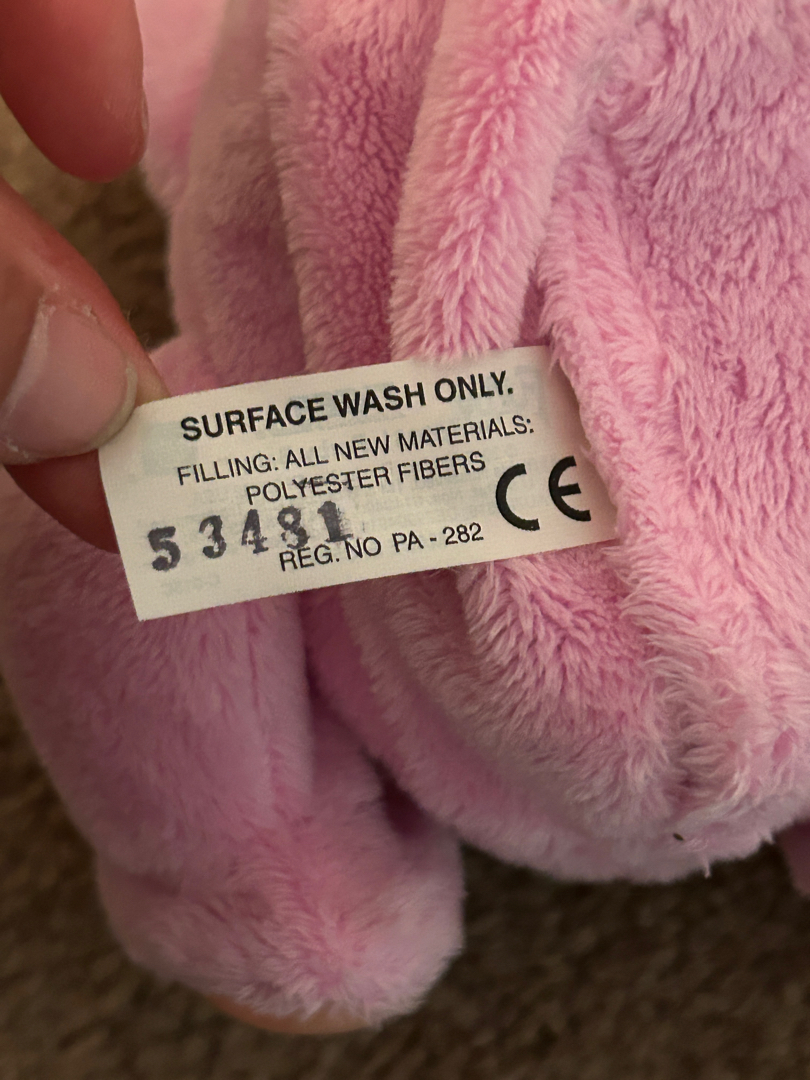 SURFACE WASH ONLY.
FILLING: ALL NEW MATERIALS:
POLYESTER FIBERS
CE
53481
REG. NO PA - 282